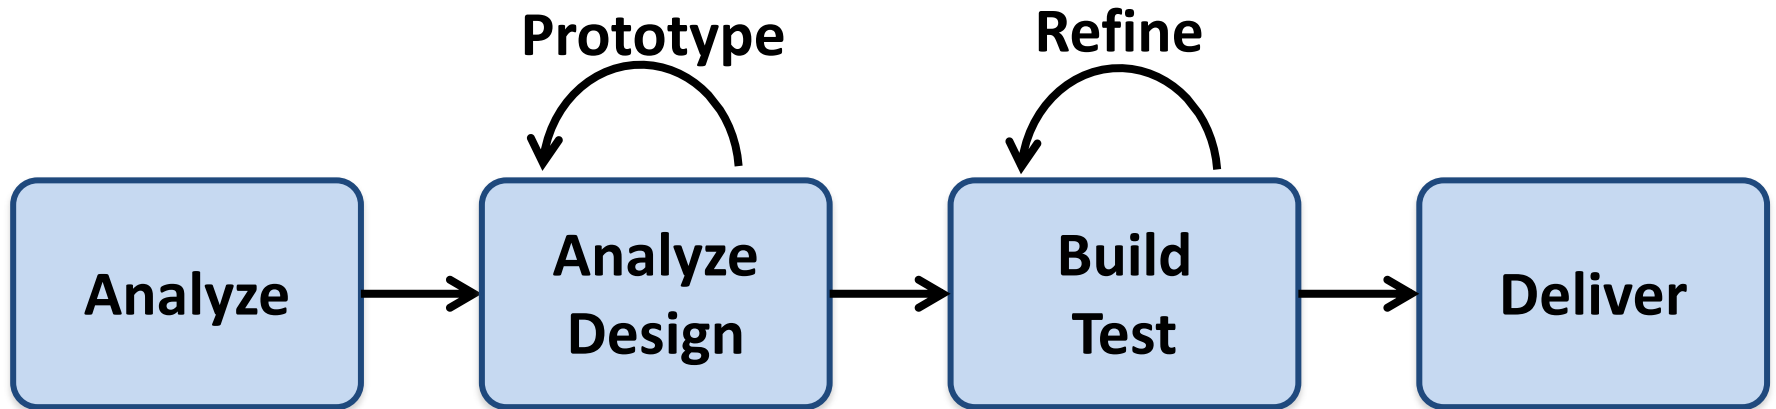 Prototype
Refine
Analyze
Analyze
Design
Build
Test
Deliver